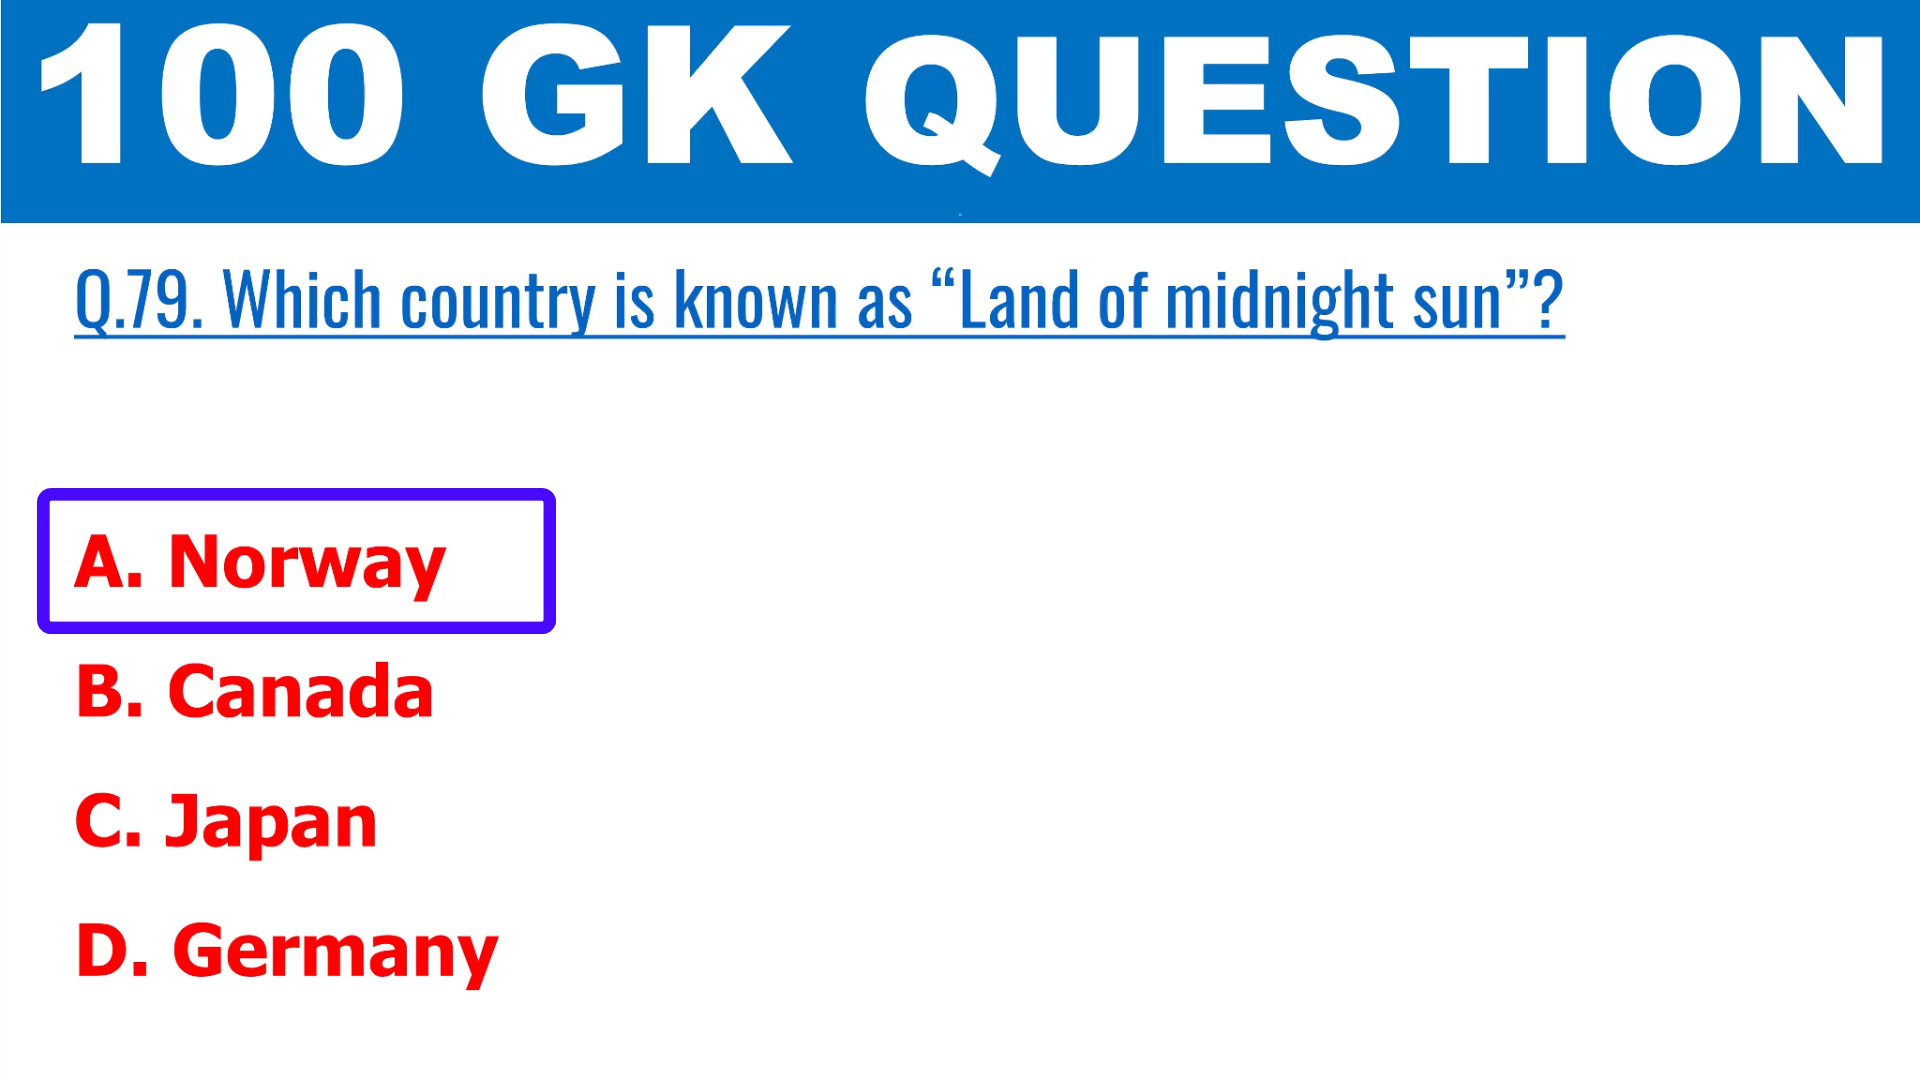 100 GK QUESTION
Q.79. Which country is known as “Land of midnight sun”?
A. Norway
B. Canada
C. Japan
D. Germany